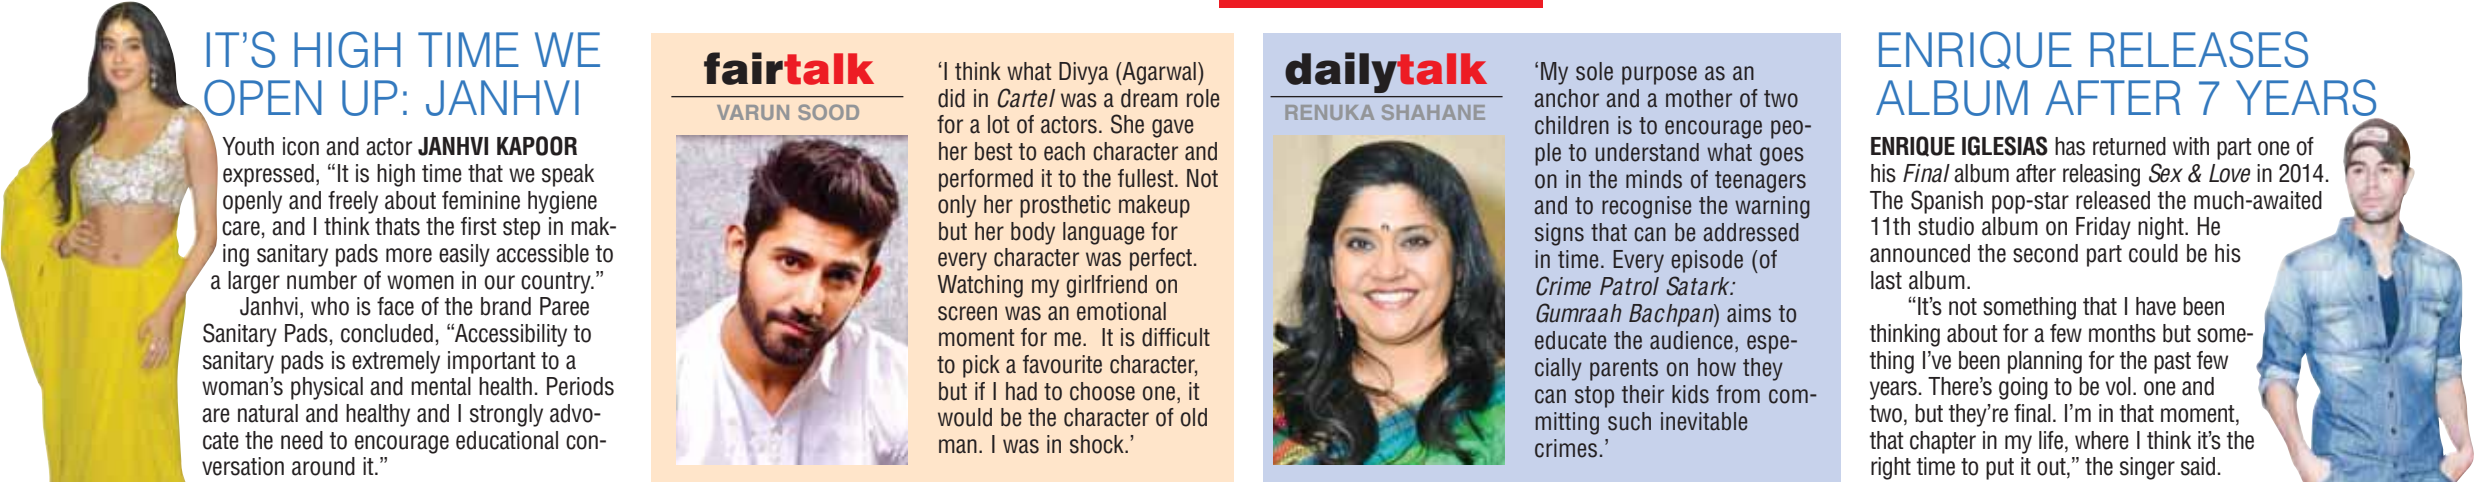 IT'S HIGH TIME WE
OPEN UP: JANHVI
Youth icon and actor JANHVI KAPOOR
expressed, “It is high time that we speak
openly and freely about feminine hygiene
care, and I think thats the first step in mak-
ing sanitary pads more easily accessible to
a larger number of women in our country.”
Janhvi, who is face of the brand Paree
Sanitary Pads, concluded, “Accessibility to
sanitary pads is extremely important to a
woman’s physical and mental health. Periods
are natural and healthy and I strongly advo-
cate the need to encourage educational con-
versation around it.”
fairtalk
VARUN SOOD
‘I think what Divya (Agarwal)
did in Cartel was a dream role
for a lot of actors. She gave
her best to each character and
performed it to the fullest. Not
only her prosthetic makeup
but her body language for
every character was perfect.
Watching my girlfriend on
screen was an emotional
moment for me. It is difficult
to pick a favourite character,
but if I had to choose one, it
would be the character of old
man. I was in shock.’
dailytalk
RENUKA SHAHANE
‘My sole purpose as an
anchor and a mother of two
children is to encourage peo-
ple to understand what goes
on in the minds of teenagers
and to recognise the warning
signs that can be addressed
in time. Every episode (of
Crime Patrol Satark:
Gumraah Bachpan) aims to
educate the audience, espe-
cially parents on how they
can stop their kids from com-
mitting such inevitable
crimes.’
ENRIQUE RELEASES
ALBUM AFTER 7 YEARS
ENRIQUE IGLESIAS has returned with part one of
his Final album after releasing Sex & Love in 2014.
The Spanish pop-star released the much-awaited
11th studio album on Friday night. He
announced the second part could be his
last album.
“It’s not something that I have been
thinking about for a few months but some-
thing I’ve been planning for the past few
years. There’s going to be vol. one and
two, but they’re final. I’m in that moment,
that chapter in my life, where I think it’s the
right time to put it out,” the singer said.